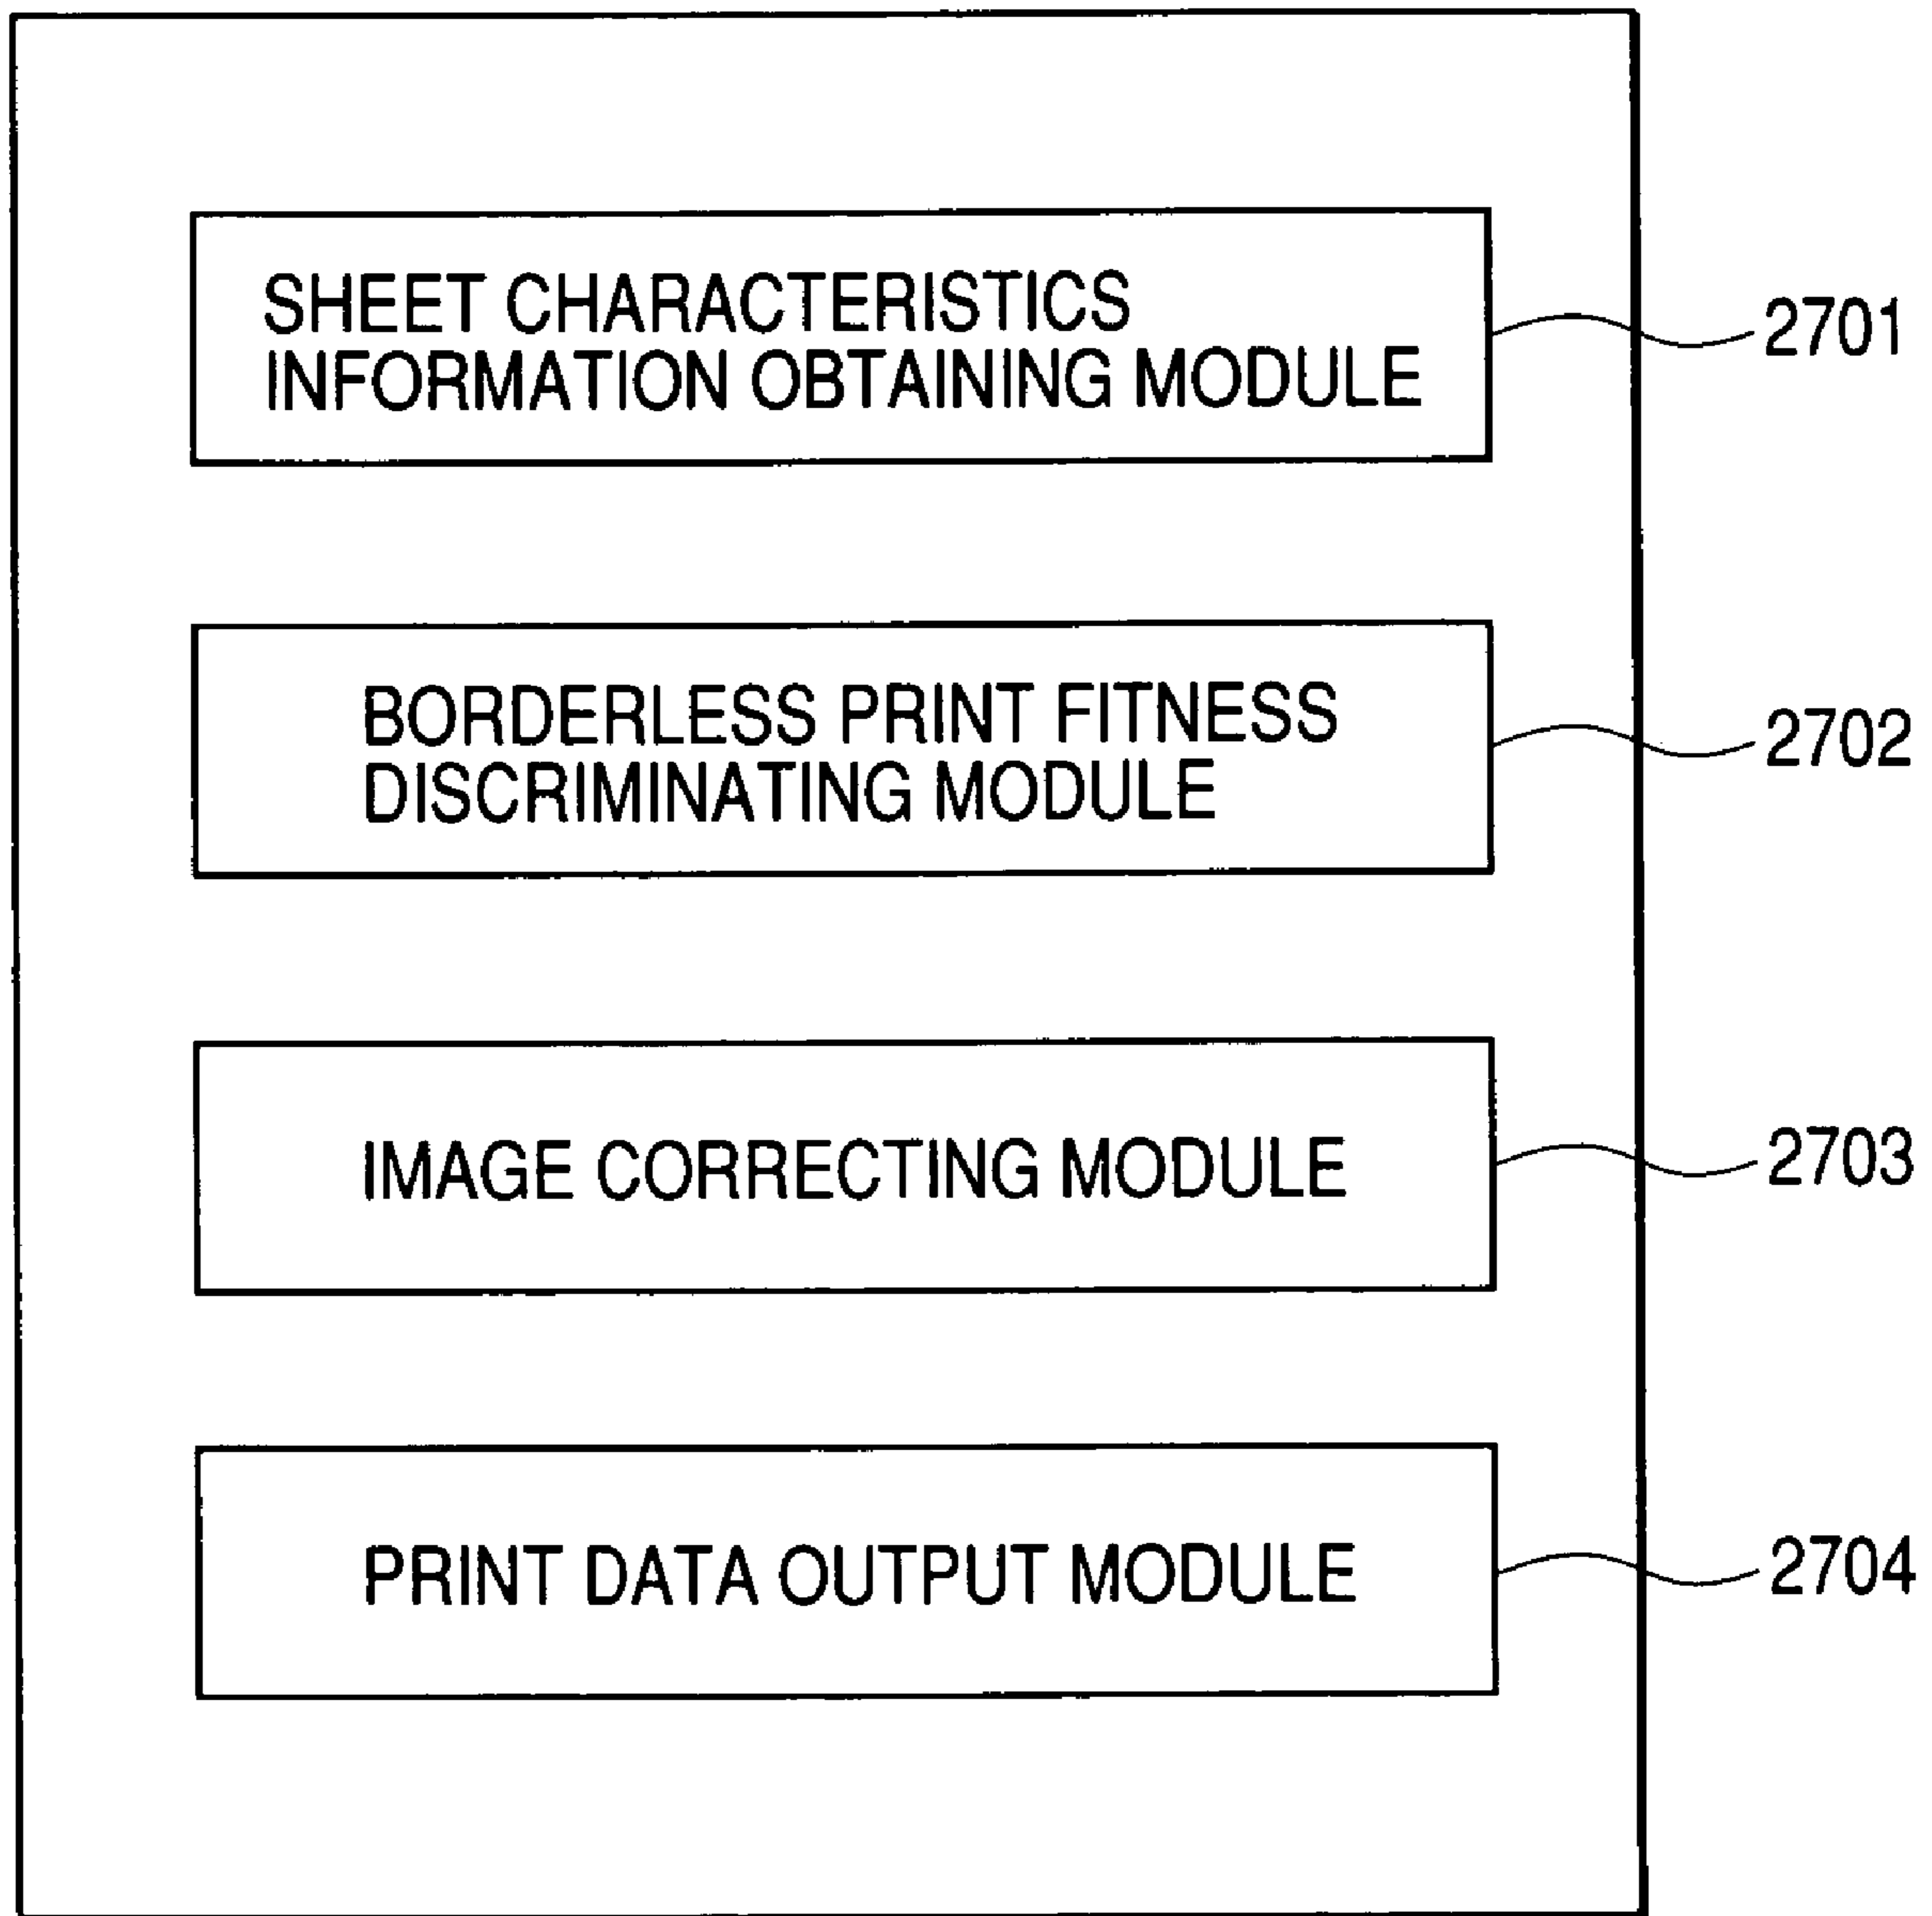 SHEET CHARACTERISTICS
INFORMATION OBTAINING MODULE
2701
BORDERLESS PRINT FITNESS
DISCRIMINATING MODULE
2702
IMAGE CORRECTING MODULE
2703
PRINT DATA OUTPUT MODULE
2704